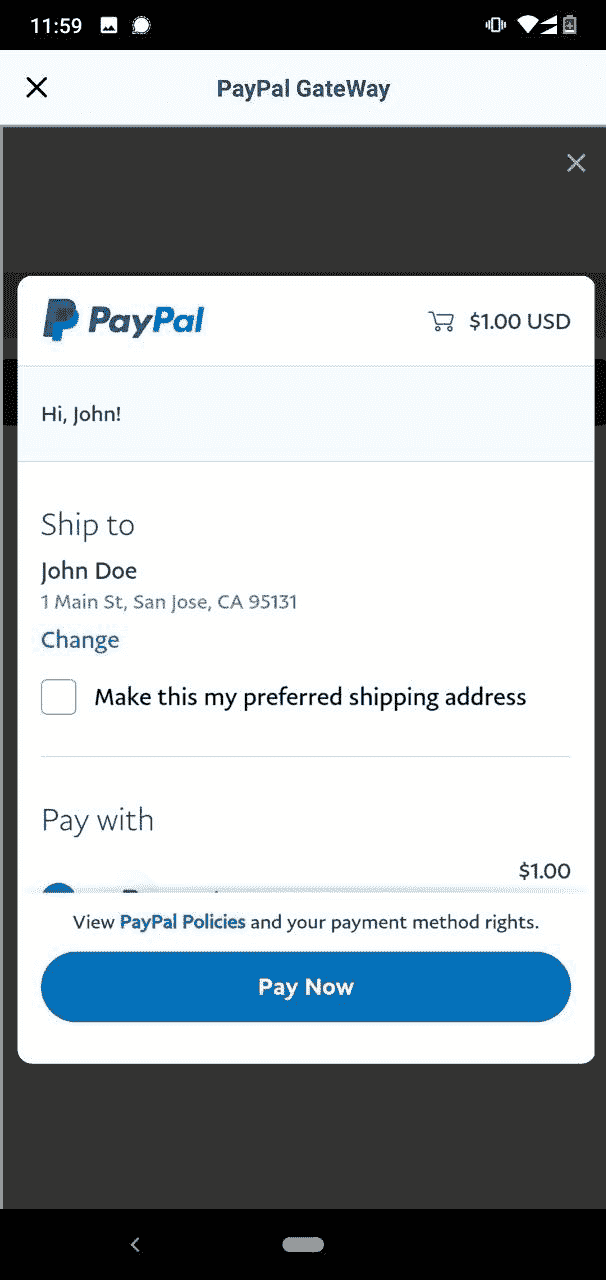 11:59
PayPal GateWay
PayPal
$1.00 USD
Hi, John!
Ship to
John Doe
1 Main St, San Jose, CA 95131
Change
Make this my preferred shipping address
Pay with
$1.00
View PayPal Policies and your payment method rights.
Pay Now